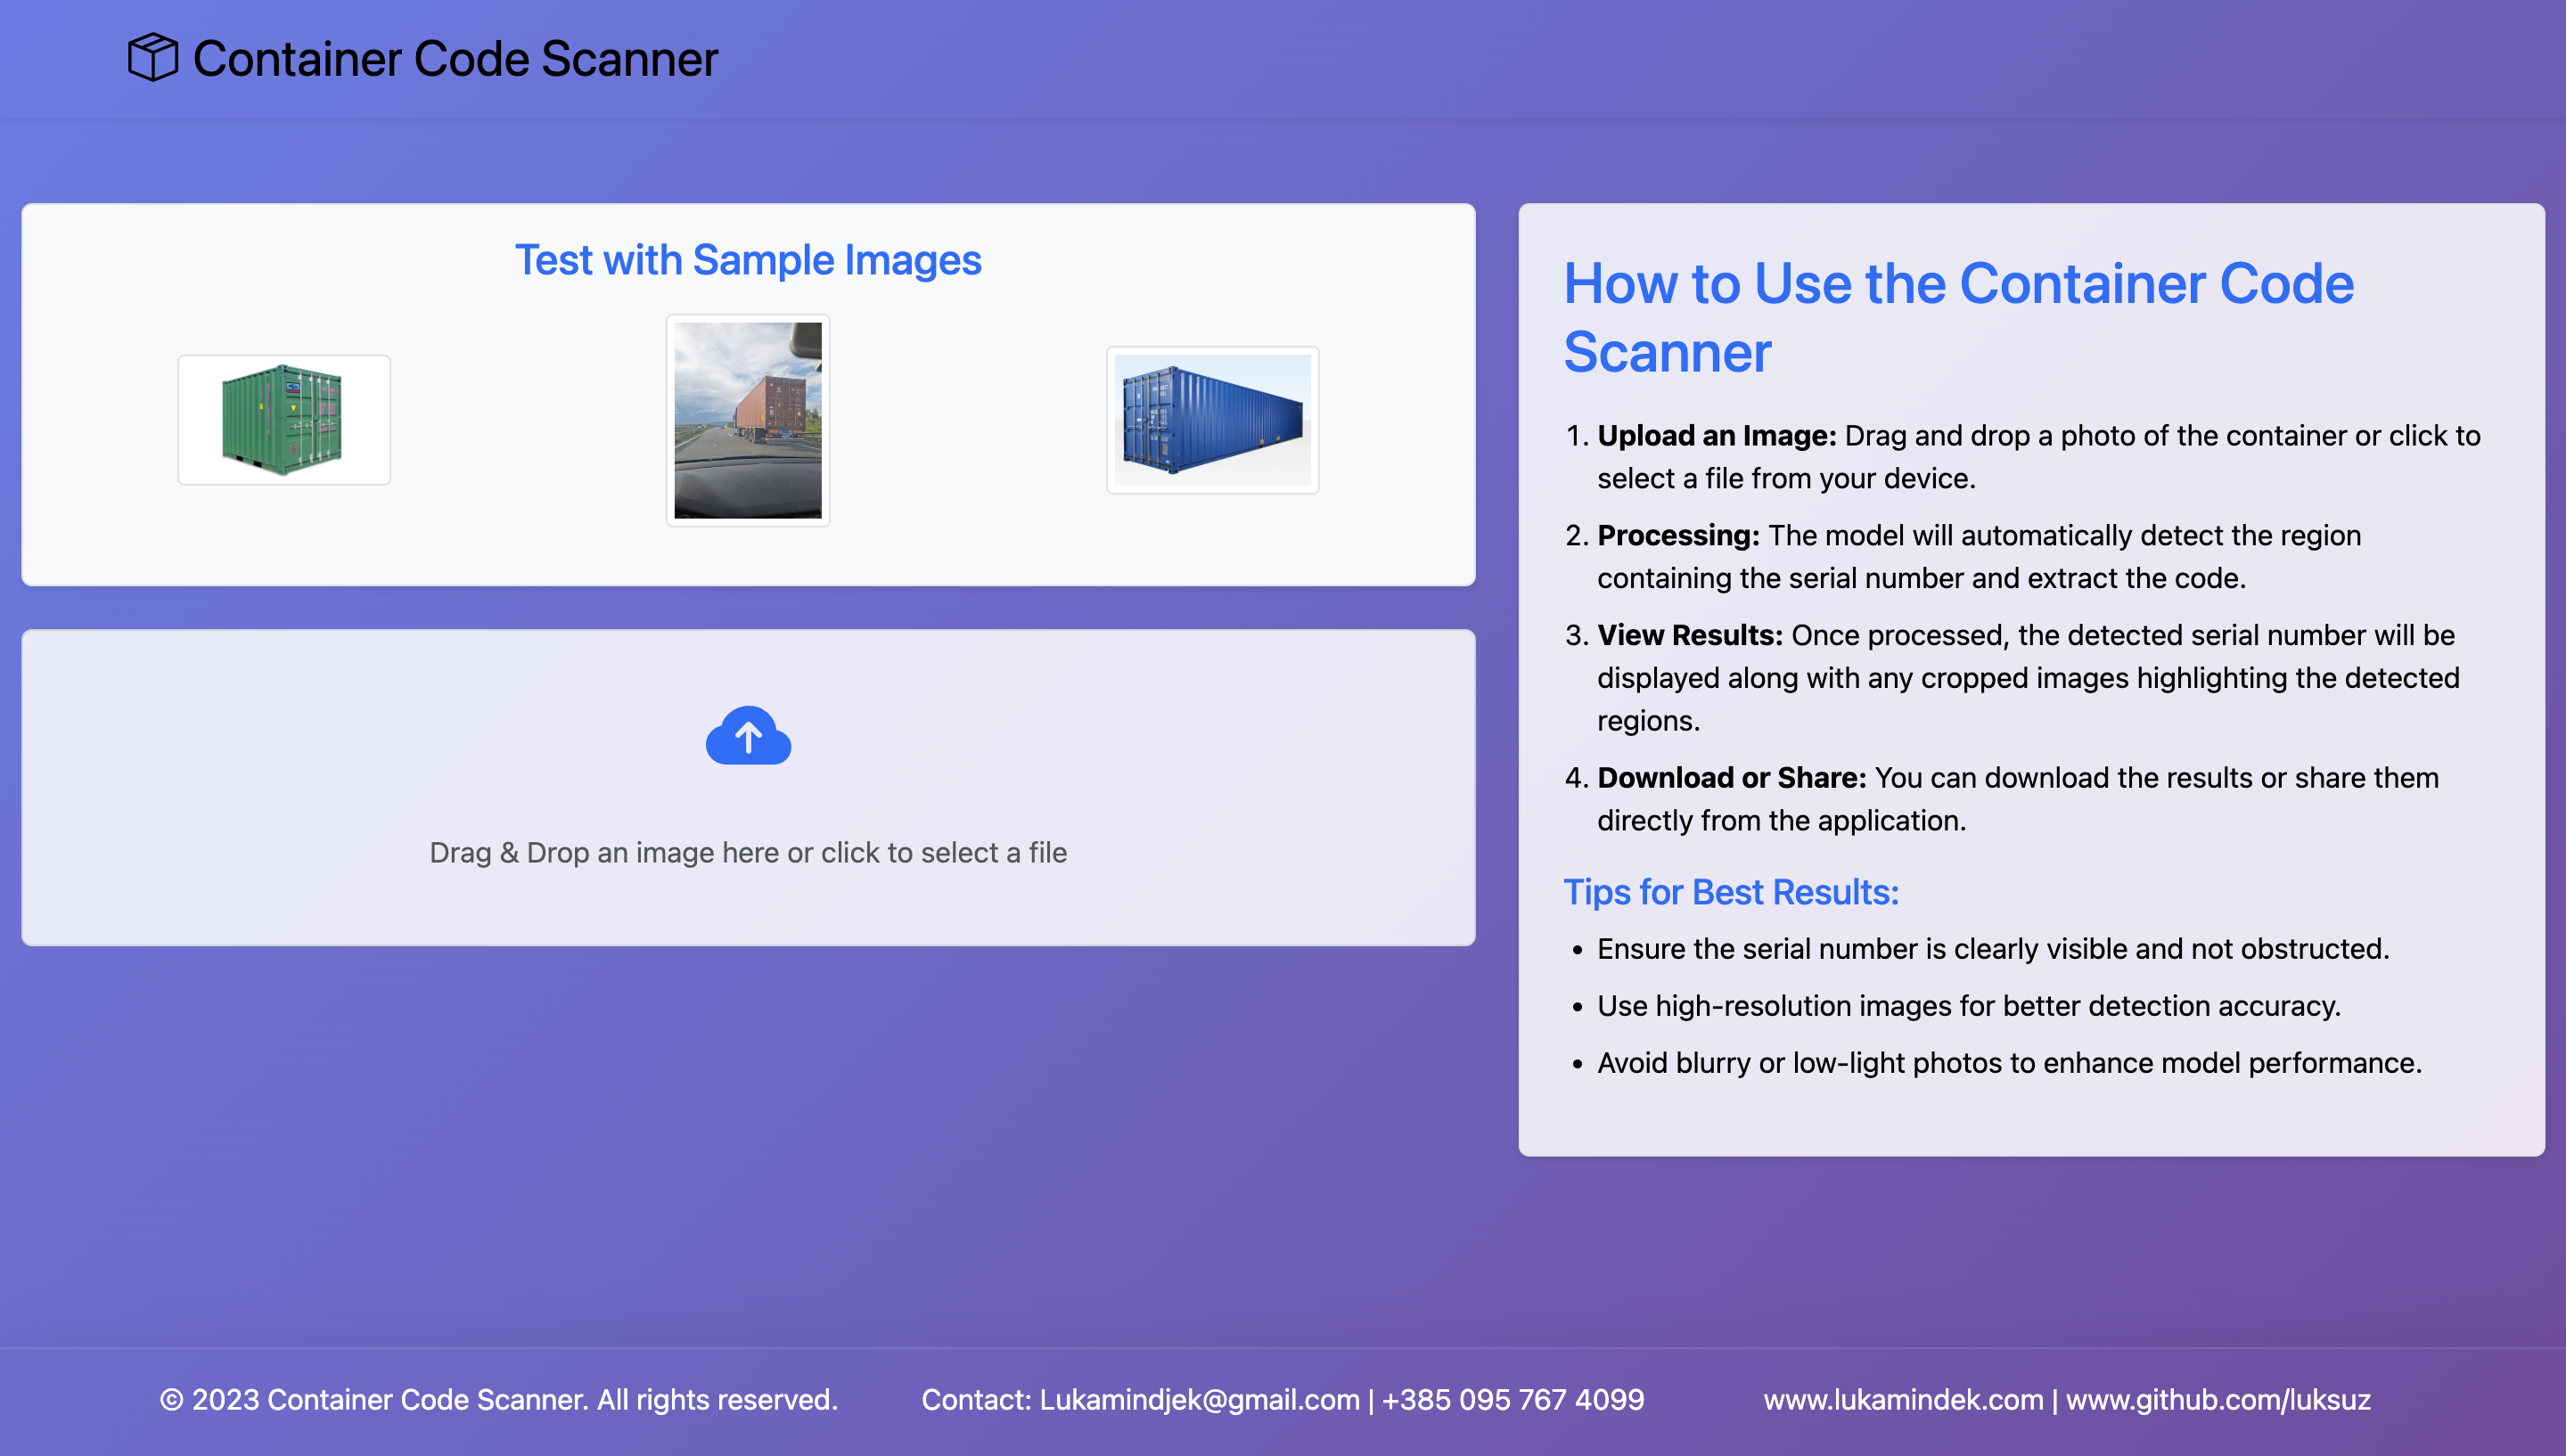 Container Code Scanner
Test with Sample Images
Drag & Drop an image here or click to select a file
How to Use the Container Code
Scanner
1. Upload an Image: Drag and drop a photo of the container or click to
select a file from your device.
2. Processing: The model will automatically detect the region
containing the serial number and extract the code.
3. View Results: Once processed, the detected serial number will be
displayed along with any cropped images highlighting the detected
regions.
4. Download or Share: You can download the results or share them
directly from the application.
Tips for Best Results:
• Ensure the serial number is clearly visible and not obstructed.
• Use high-resolution images for better detection accuracy.
• Avoid blurry or low-light photos to enhance model performance.
© 2023 Container Code Scanner. All rights reserved.
Contact: Lukamindjek@gmail.com | +385 095 767 4099
www.lukamindek.com | www.github.com/luksuz